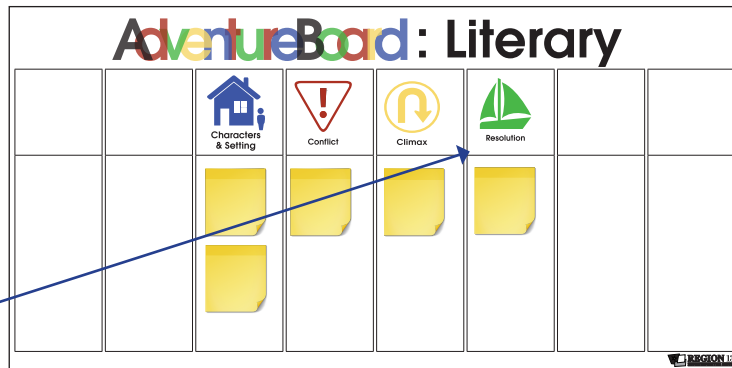 AdventureBoard: Literary
Characters
& Setting
Conflict
Climax
Resolution
REGION